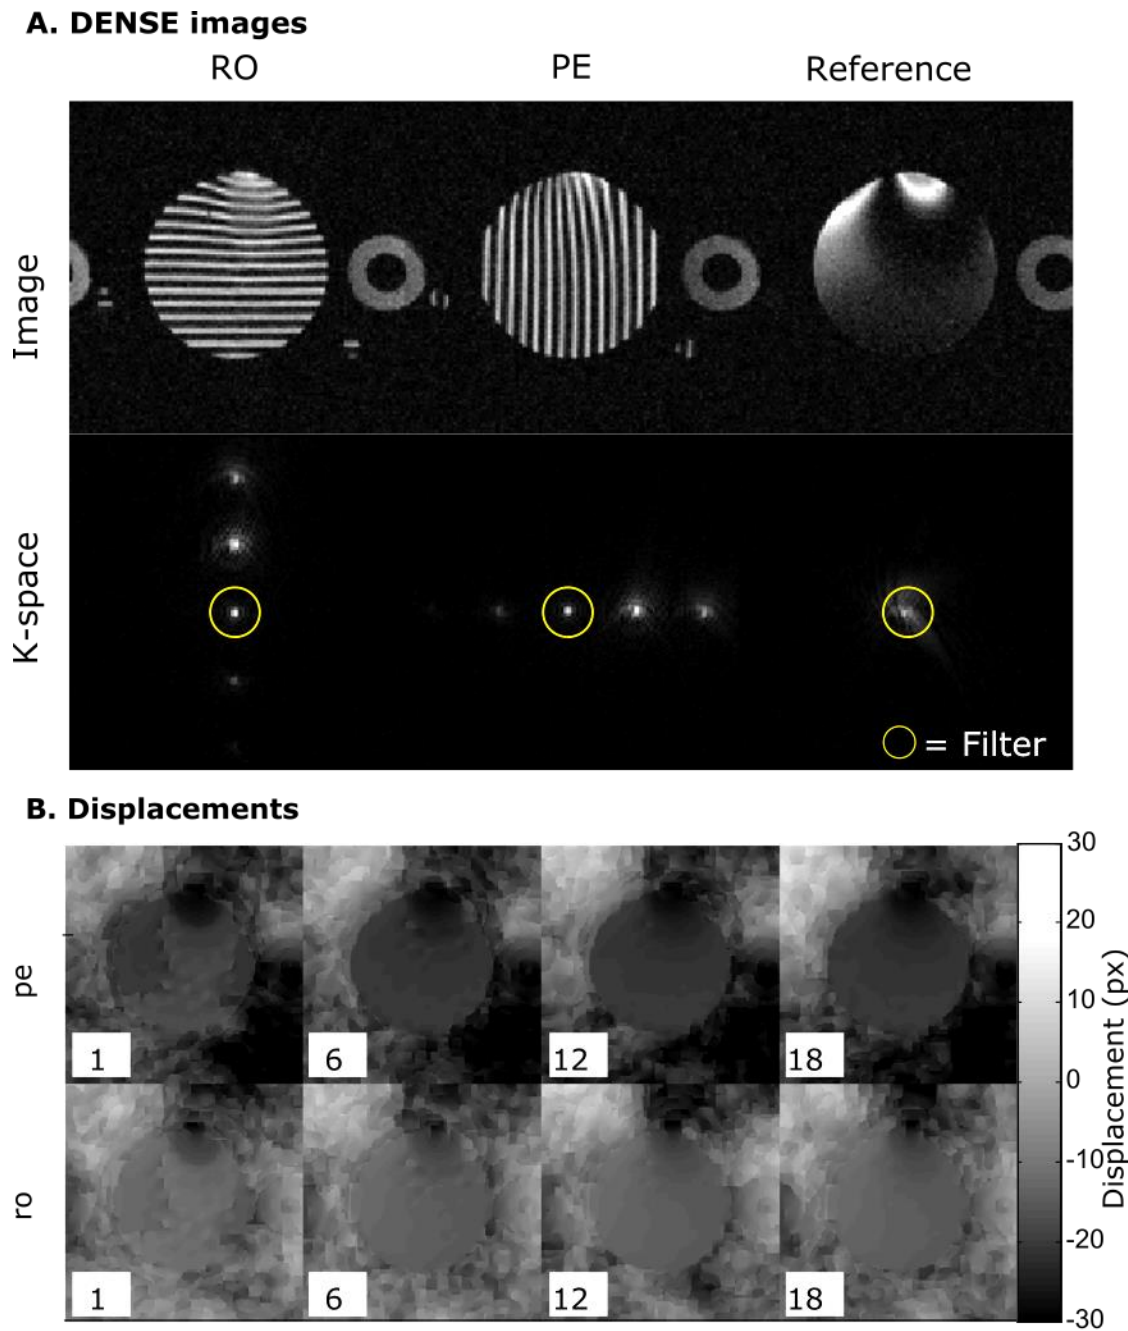 A. DENSE images
RO PE Reference
Image
K-space
= Filter
B. Displacements
pe
1 6 12 18
ro
1 6 12 18
30
20
10
0
-10
-20
-30
Displacement (px)